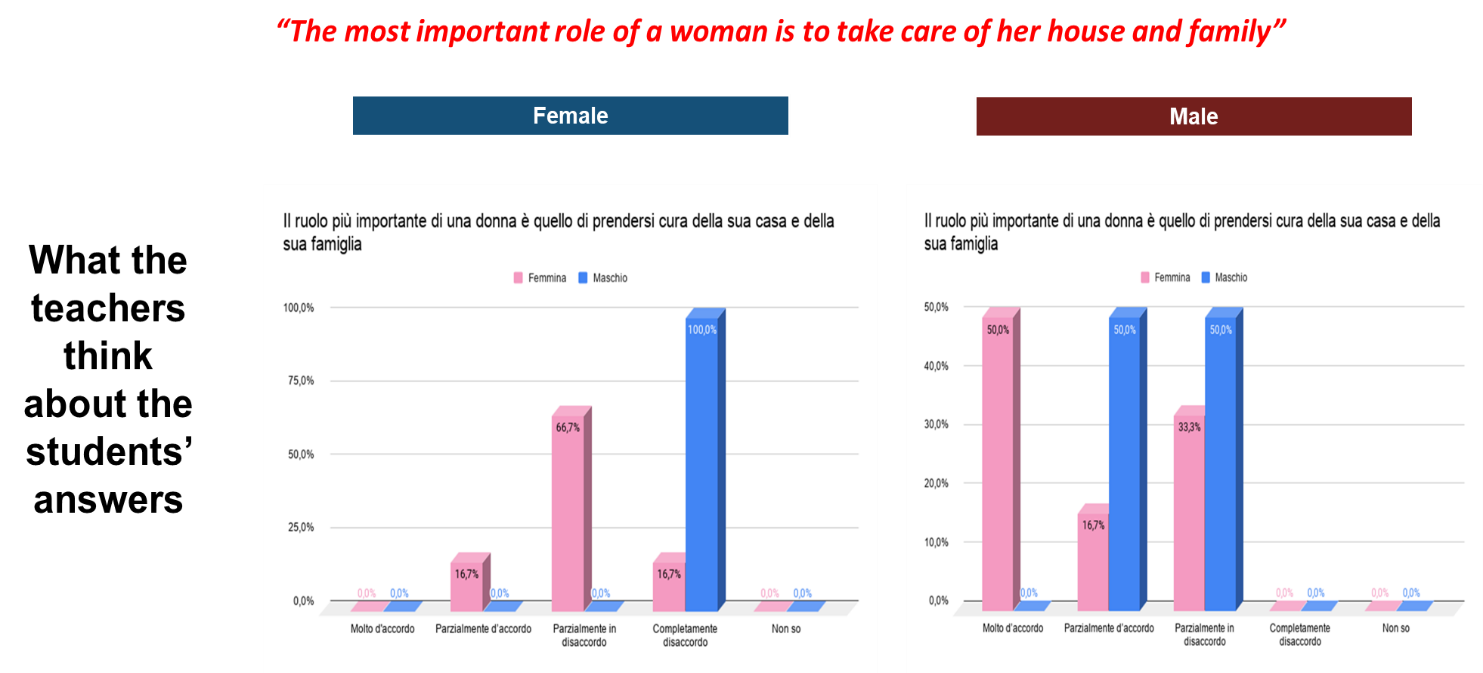 “The most important role of a woman is to take care of her house and family”
Female
Male
What the
teachers
think
about the
students’
answers
Il ruolo più importante di una donna è quello di prendersi cura della sua casa e della
sua famiglia
Femmina Maschio
100,0%
75,0%
50,0%
25,0%
0,0%
0,0% 0,0%
16,7% 0,0%
66,7% 0,0%
16,7% 100,0%
0,0% 0,0%
Molto d'accordo
Parzialmente d'accordo
Parzialmente in
disaccordo
Completamente
disaccordo
Non so
Il ruolo più importante di una donna è quello di prendersi cura della sua casa e della
sua famiglia
Femmina Maschio
50,0%
40,0%
30,0%
20,0%
10,0%
0,0%
50,0% 0,0%
16,7% 50,0%
33,3% 50,0%
0,0% 0,0%
0,0% 0,0%
Molto d'accordo
Parzialmente d'accordo
Parzialmente in
disaccordo
Completamente
disaccordo
Non so